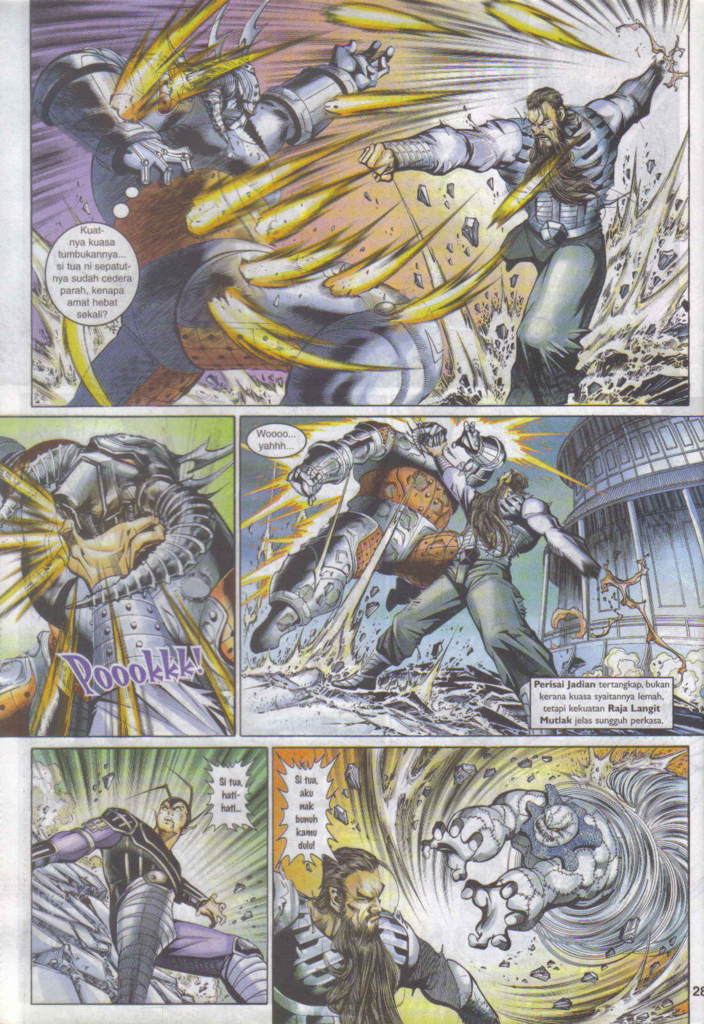 Kuat-
nya kuasa
tumbukannya...
si tua ni sepatut-
nya sudah cedera
parah, kenapa
amat hebat
sekali?
Woooo...
yahhh...
Poookkk!
Perisai Jadian tertangkap, bukan
kerana kuasa syaitannya lemah,
tetapi kekuatan Raja Langit
Mutlak jelas sungguh perkasa.
Si tua,
hati-
hati...
Si tua,
aku
nak
bunuh
kamu
dulu!
28